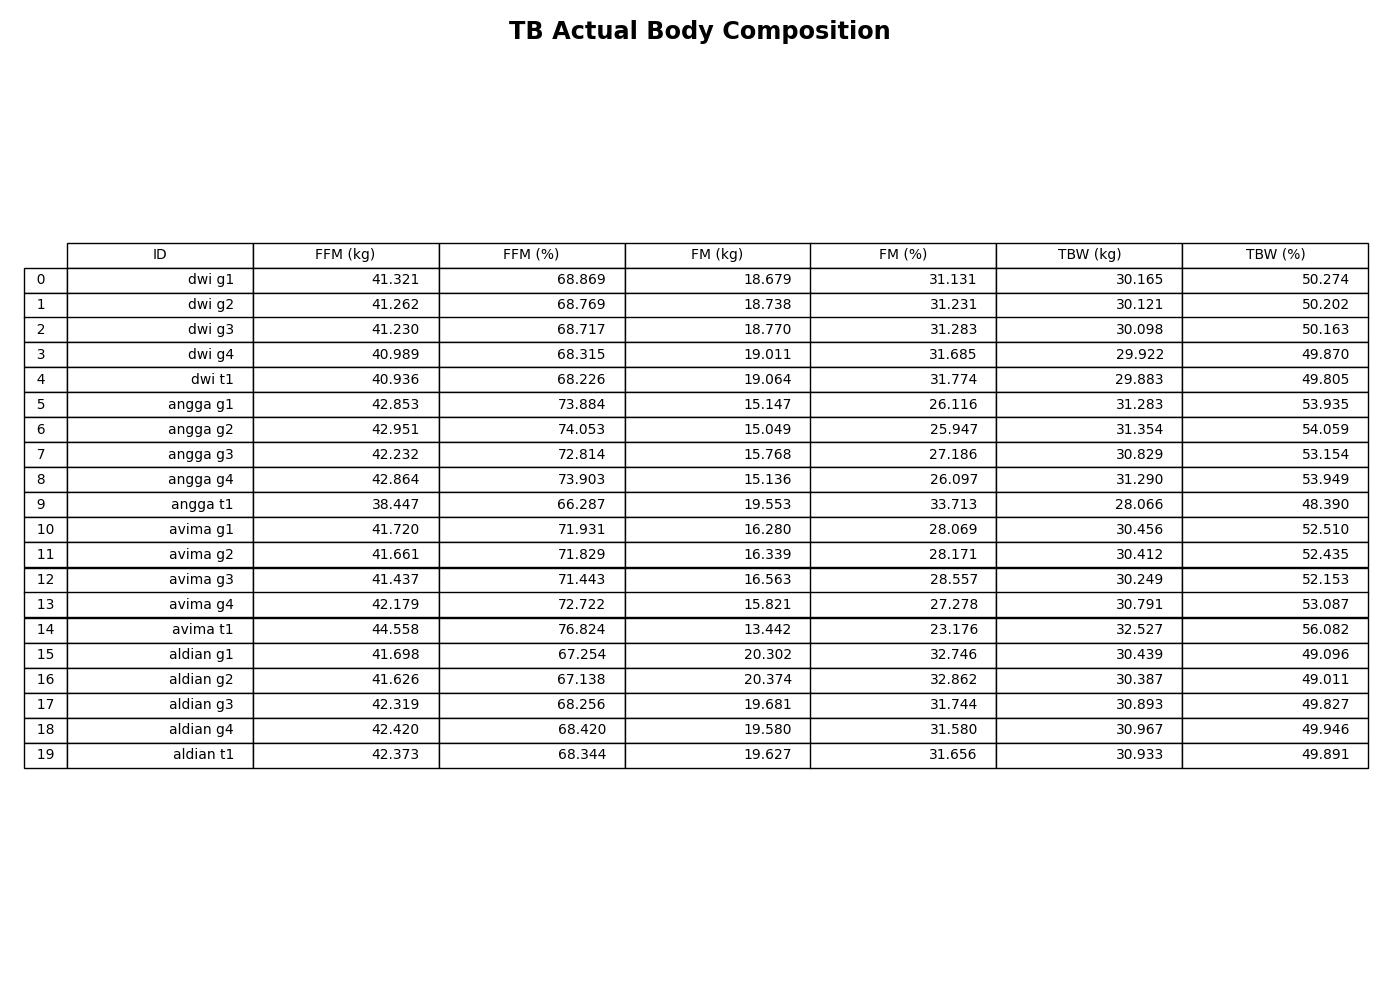 TB Actual Body Composition
ID FFM (kg) FFM (%) FM (kg) FM (%) TBW (kg) TBW (%)
0 dwi g1 41.321 68.869 18.679 31.131 30.165 50.274
1 dwi g2 41.262 68.769 18.738 31.231 30.121 50.202
2 dwi g3 41.230 68.717 18.770 31.283 30.098 50.163
3 dwi g4 40.989 68.315 19.011 31.685 29.922 49.870
4 dwi t1 40.936 68.226 19.064 31.774 29.883 49.805
5 angga g1 42.853 73.884 15.147 26.116 31.283 53.935
6 angga g2 42.951 74.053 15.049 25.947 31.354 54.059
7 angga g3 42.232 72.814 15.768 27.186 30.829 53.154
8 angga g4 42.864 73.903 15.136 26.097 31.290 53.949
9 angga t1 38.447 66.287 19.553 33.713 28.066 48.390
10 avima g1 41.720 71.931 16.280 28.069 30.456 52.510
11 avima g2 41.661 71.829 16.339 28.171 30.412 52.435
12 avima g3 41.437 71.443 16.563 28.557 30.249 52.153
13 avima g4 42.179 72.722 15.821 27.278 30.791 53.087
14 avima t1 44.558 76.824 13.442 23.176 32.527 56.082
15 aldian g1 41.698 67.254 20.302 32.746 30.439 49.096
16 aldian g2 41.626 67.138 20.374 32.862 30.387 49.011
17 aldian g3 42.319 68.256 19.681 31.744 30.893 49.827
18 aldian g4 42.420 68.420 19.580 31.580 30.967 49.946
19 aldian t1 42.373 68.344 19.627 31.656 30.933 49.891